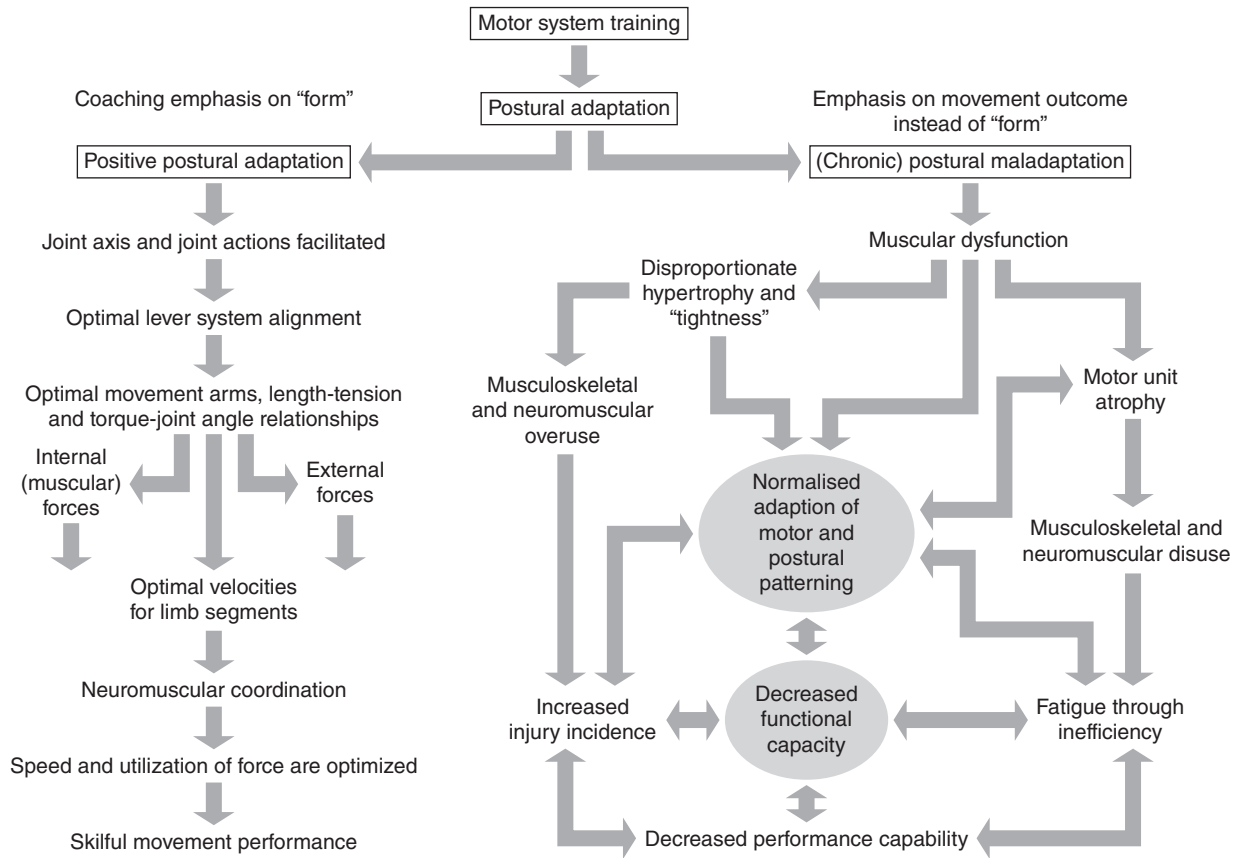 Motor system training
Coaching emphasis on “form”
Postural adaptation
Emphasis on movement outcome
instead of “form”
Positive postural adaptation
(Chronic) postural maladaptation
Joint axis and joint actions facilitated
Optimal lever system alignment
Optimal movement arms, length-tension
and torque-joint angle relationships
Internal
(muscular)
forces
External
forces
Optimal velocities
for limb segments
Neuromuscular coordination
Speed and utilization of force are optimized
Skilful movement performance
Muscular dysfunction
Disproportionate
hypertrophy and
“tightness”
Musculoskeletal
and neuromuscular
overuse
Motor unit
atrophy
Normalised
adaption of
motor and
postural
patterning
Musculoskeletal and
neuromuscular disuse
Increased
injury incidence
Decreased
functional
capacity
Fatigue through
inefficiency
Decreased performance capability